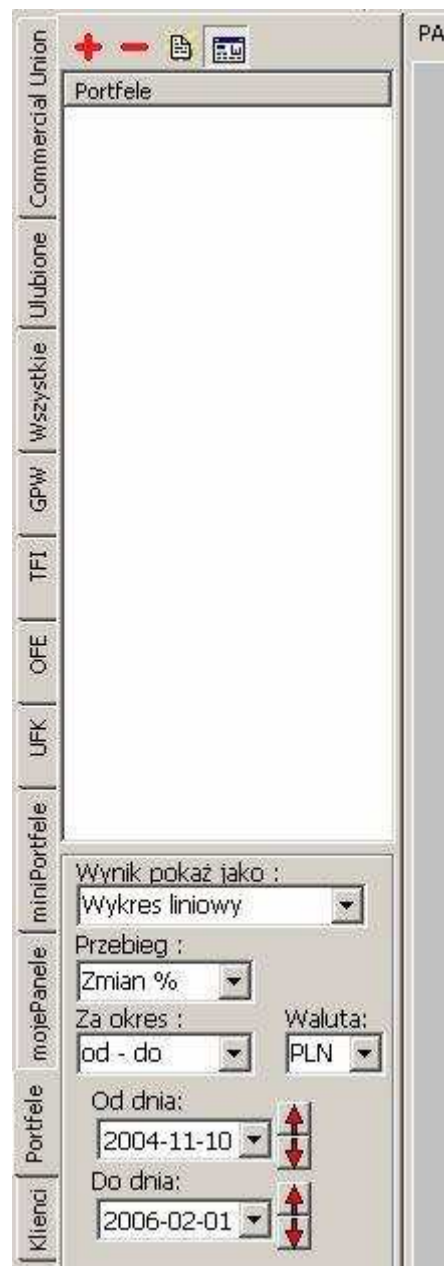 PA
Portfele
Commercial Union
Ulubione
Wszystkie
GPW
TFI
OFE
UFK
miniPortfele
mojePanele
Portfele
Klienci
Wynik pokaż jako :
Wykres liniowy
Przebieg :
Zmian %
Za okres : Waluta:
od - do PLN
Od dnia:
2004-11-10
Do dnia:
2006-02-01